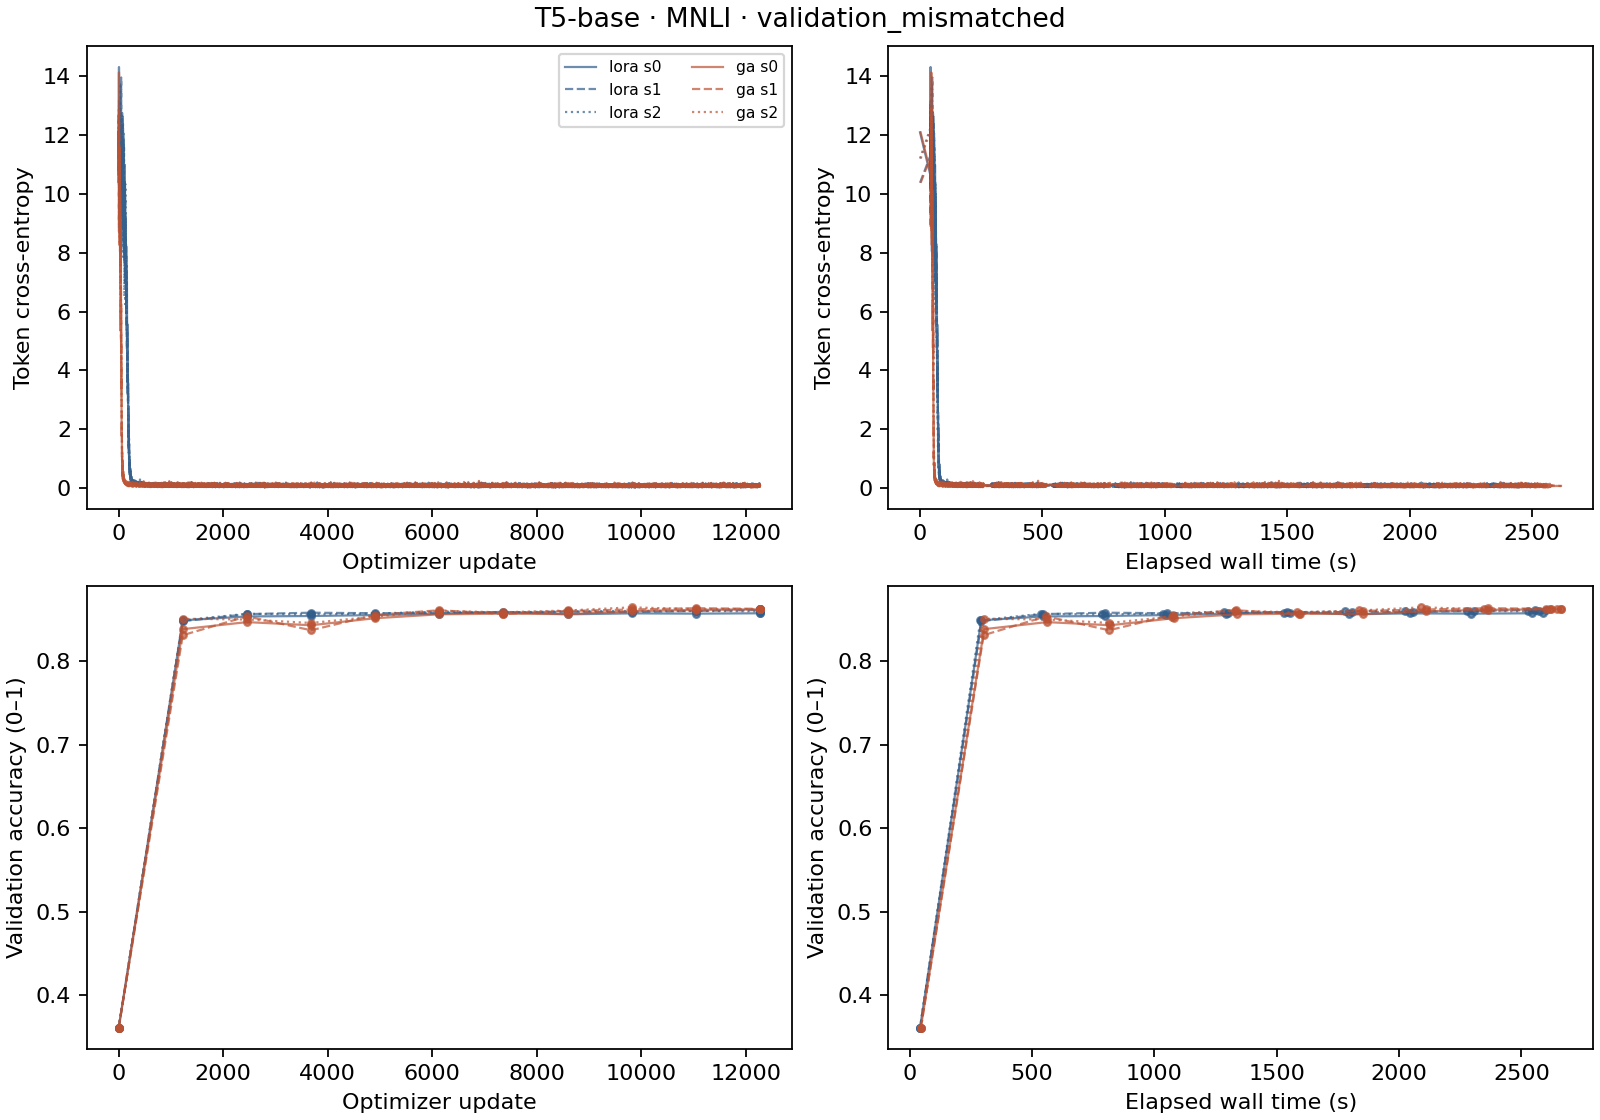 T5-base · MNLI · validation_mismatched
Token cross-entropy
14
12
10
8
6
4
2
0
lora s0
lora s1
lora s2
ga s0
ga s1
ga s2
0 2000 4000 6000 8000 10000 12000
Optimizer update
Token cross-entropy
14
12
10
8
6
4
2
0
0 500 1000 1500 2000 2500
Elapsed wall time (s)
Validation accuracy (0–1)
0.8
0.7
0.6
0.5
0.4
0 2000 4000 6000 8000 10000 12000
Optimizer update
Validation accuracy (0–1)
0.8
0.7
0.6
0.5
0.4
0 500 1000 1500 2000 2500
Elapsed wall time (s)